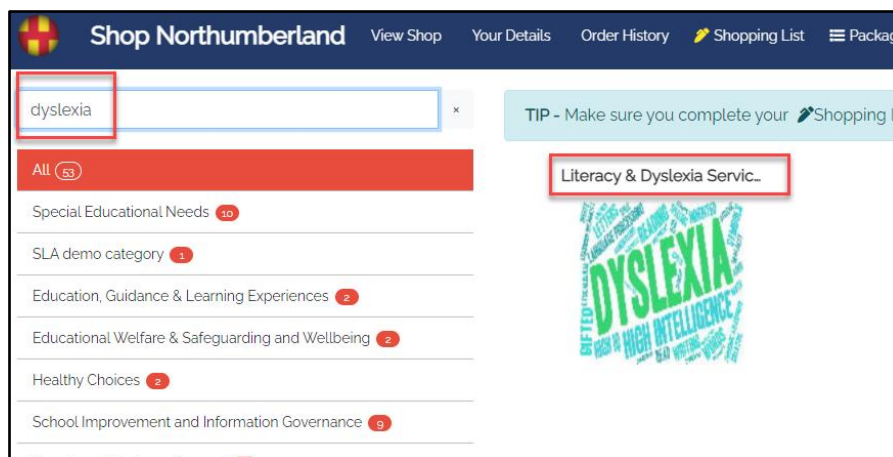 Shop Northumberland View Shop Your Details Order History Shopping List Packag
dyslexia ×
TIP - Make sure you complete your Shopping
All 53
Special Educational Needs 10
SLA demo category 1
Education, Guidance & Learning Experiences 2
Educational Welfare & Safeguarding and Wellbeing 2
Healthy Choices 2
School Improvement and Information Governance 9
Literacy & Dyslexia Servic...
DYSLEXIA
GIFTED
HIGH INTELLIGENCE
READING